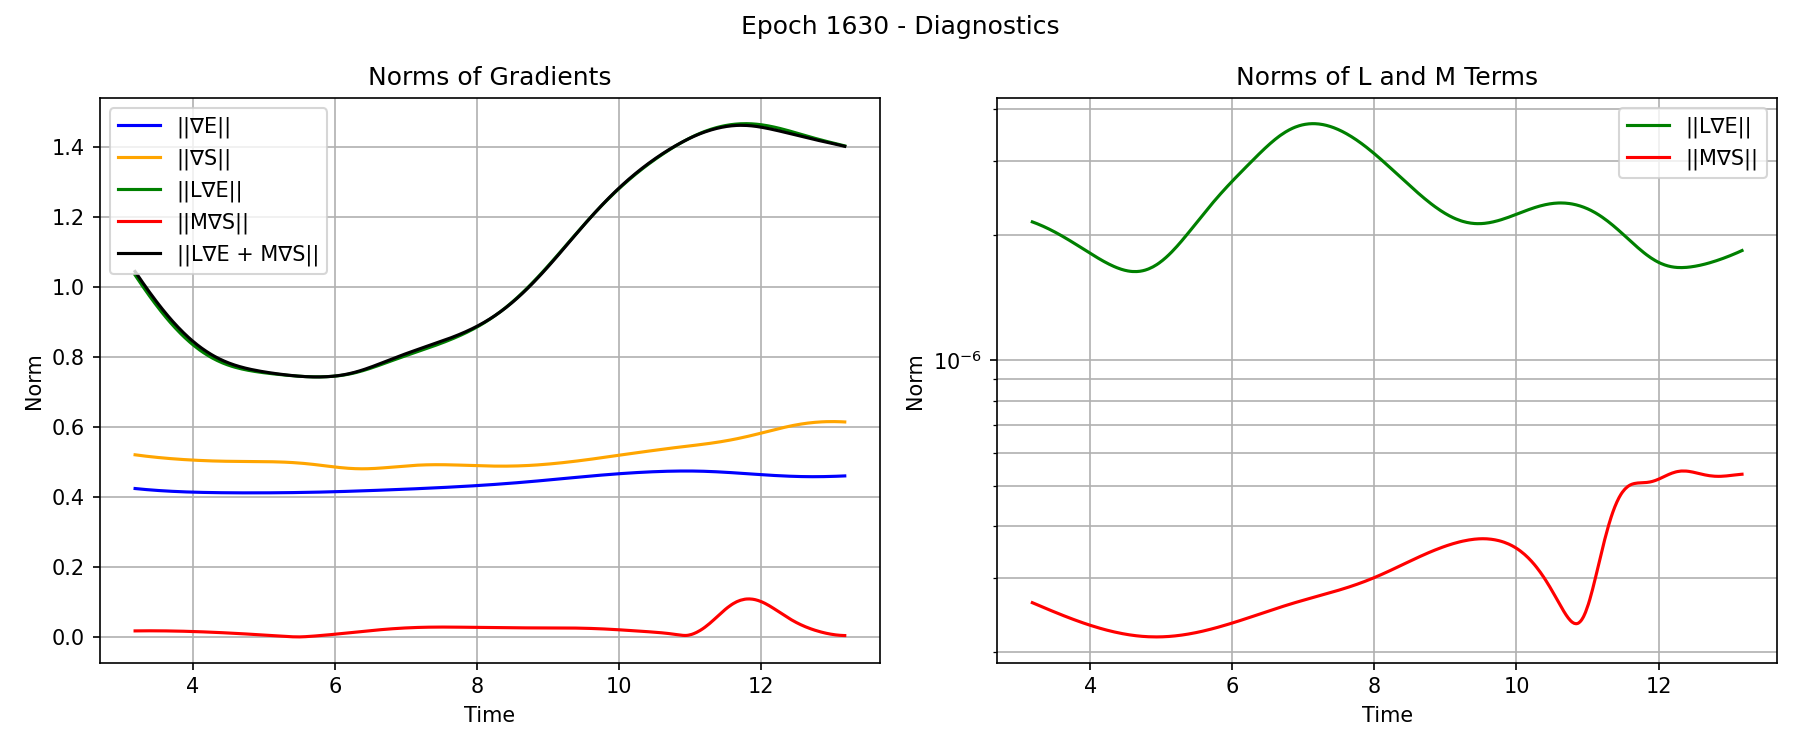 Epoch 1630 - Diagnostics
Norms of Gradients
||∇E||
||∇S||
||L∇E||
||M∇S||
||L∇E + M∇S||
1.4
1.2
1.0
0.8
0.6
0.4
0.2
0.0
Norm
4 6 8 10 12
Time
Norms of L and M Terms
||L∇E||
||M∇S||
10⁻⁶
Norm
4 6 8 10 12
Time